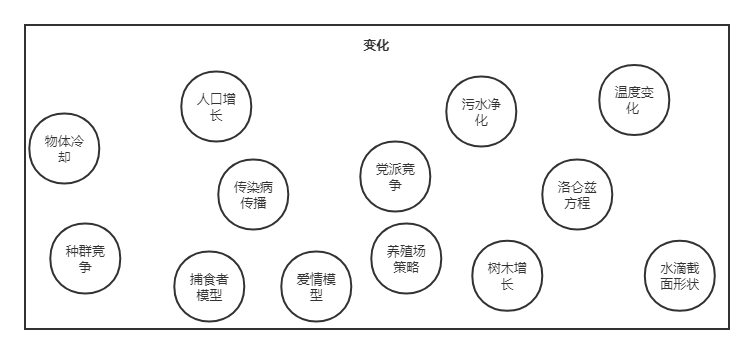 变化
人口增
长
污水净
化
温度变
化
物体冷
却
传染病
传播
党派竞
争
洛仑兹
方程
种群竞
争
捕食者
模型
爱情模
型
养殖场
策略
树木增
长
水滴截
面形状